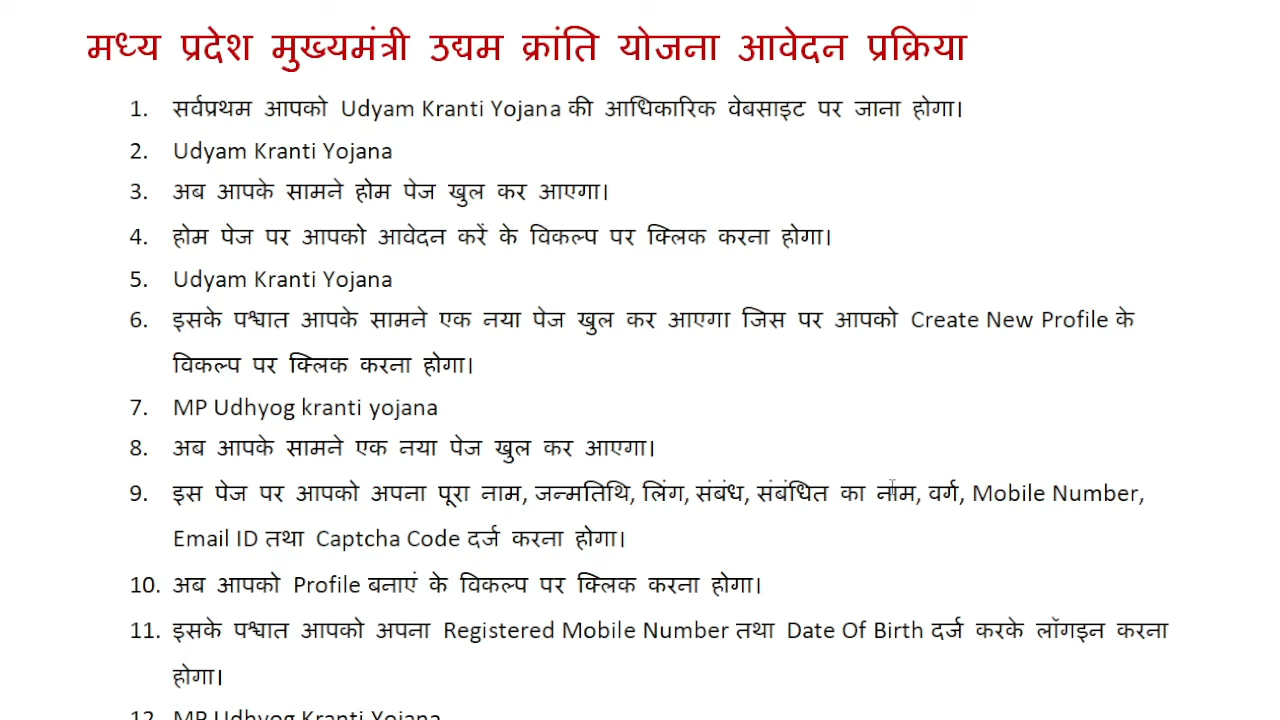 मध्य प्रदेश मुख्यमंत्री उद्यम क्रांति योजना आवेदन प्रक्रिया
1. सर्वप्रथम आपको Udyam Kranti Yojana की आधिकारिक वेबसाइट पर जाना होगा।
2. Udyam Kranti Yojana
3. अब आपके सामने होम पेज खुल कर आएगा।
4. होम पेज पर आपको आवेदन करें के विकल्प पर क्लिक करना होगा।
5. Udyam Kranti Yojana
6. इसके पश्चात आपके सामने एक नया पेज खुल कर आएगा जिस पर आपको Create New Profile के
विकल्प पर क्लिक करना होगा।
7. MP Udhyog kranti yojana
8. अब आपके सामने एक नया पेज खुल कर आएगा।
9. इस पेज पर आपको अपना पूरा नाम, जन्मतिथि, लिंग, संबंध, संबंधित का नाम, वर्ग, Mobile Number,
Email ID तथा Captcha Code दर्ज करना होगा।
10. अब आपको Profile बनाएं के विकल्प पर क्लिक करना होगा।
11. इसके पश्चात आपको अपना Registered Mobile Number तथा Date Of Birth दर्ज करके लॉगइन करना
होगा।
12. MP Udhyog Kranti Yojana